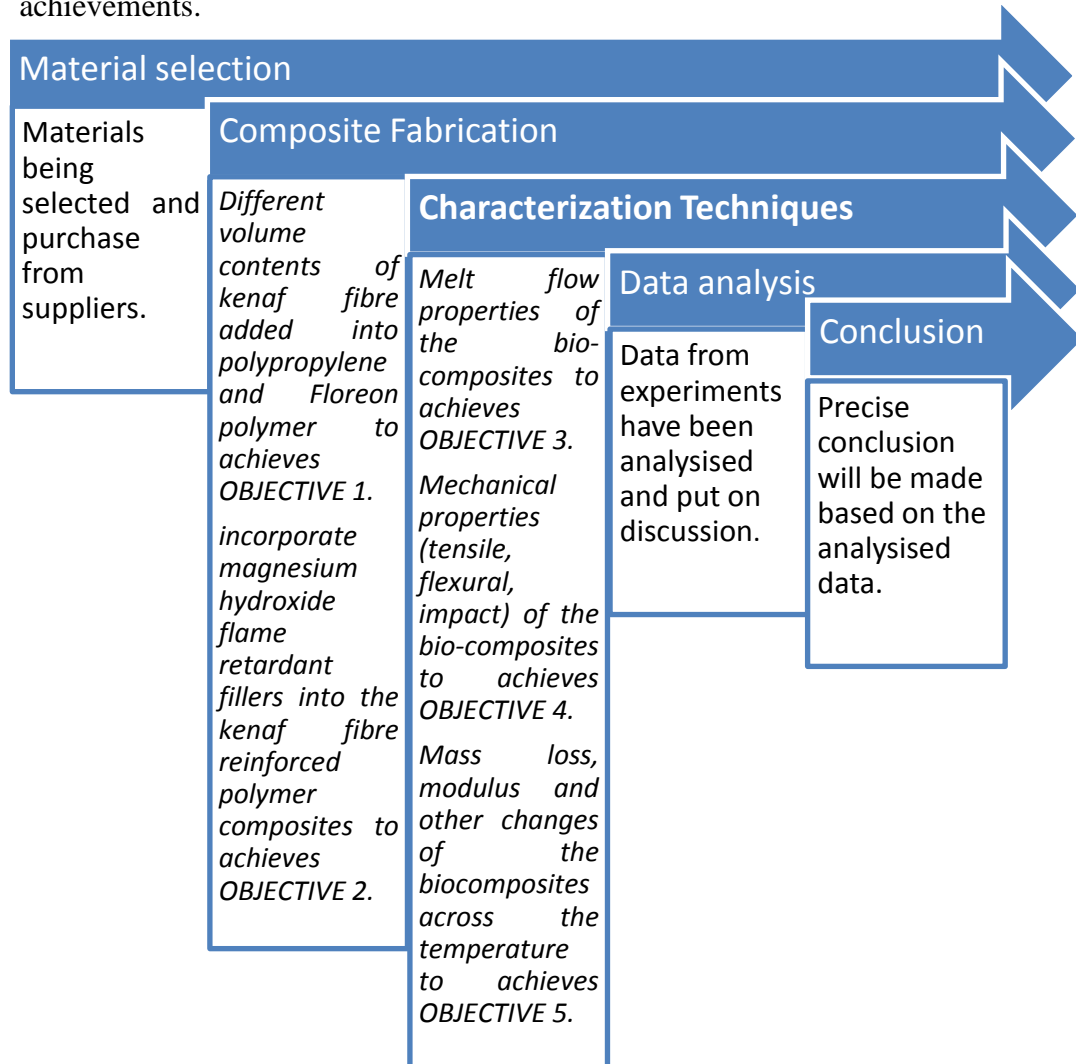 achievements.
Material selection
Materials
being
selected and
purchase
from
suppliers.
Composite Fabrication
Different
volume
contents of
kenaf fibre
added into
polypropylene
and Floreon
polymer to
achieves
OBJECTIVE 1.
incorporate
magnesium
hydroxide
flame
retardant
fillers into the
kenaf fibre
reinforced
polymer
composites to
achieves
OBJECTIVE 2.
Characterization Techniques
Melt flow
properties of
the bio-
composites to
achieves
OBJECTIVE 3.
Mechanical
properties
(tensile,
flexural,
impact) of the
bio-composites
to achieves
OBJECTIVE 4.
Mass loss,
modulus and
other changes
of the
biocomposites
across the
temperature
to achieves
OBJECTIVE 5.
Data analysis
Data from
experiments
have been
analysised
and put on
discussion.
Conclusion
Precise
conclusion
will be made
based on the
analysised
data.